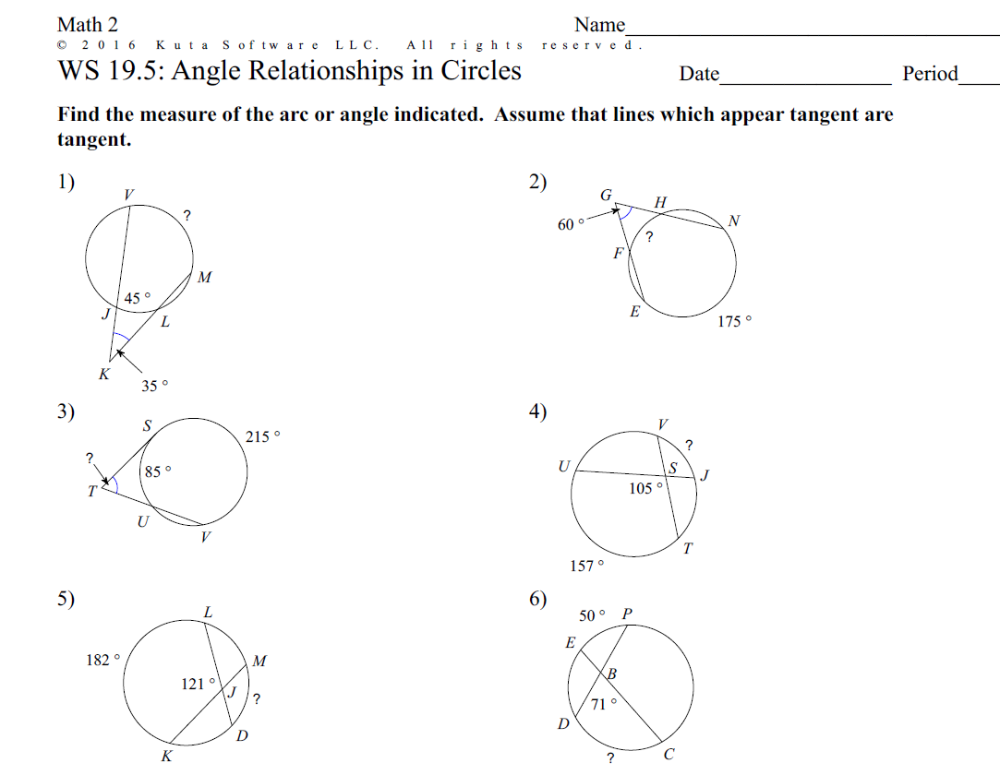 Math 2 Name
© 2016 Kuta Software LLC. All rights reserved.
WS 19.5: Angle Relationships in Circles Date Period
Find the measure of the arc or angle indicated. Assume that lines which appear tangent are
tangent.
1)
V
?
M
45 °
J
L
K
35 °
2)
G
H
60 °
N
?
F
E
175 °
3)
S
215 °
?
85 °
T
U
V
4)
V
?
U
S
J
105 °
T
157 °
5)
L
182 °
M
121 °
J
?
D
K
6)
50 ° P
E
B
71 °
D
?
C